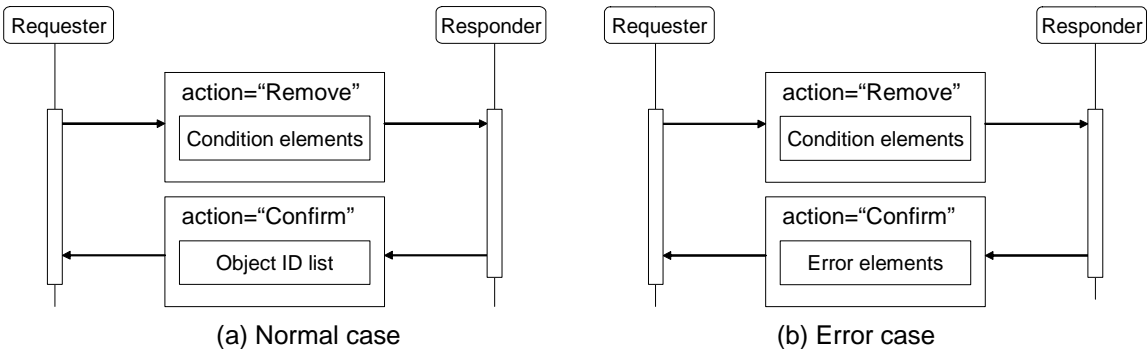 Requester
Responder
action=“Remove”
Condition elements
action=“Confirm”
Object ID list
(a) Normal case
Requester
Responder
action=“Remove”
Condition elements
action=“Confirm”
Error elements
(b) Error case